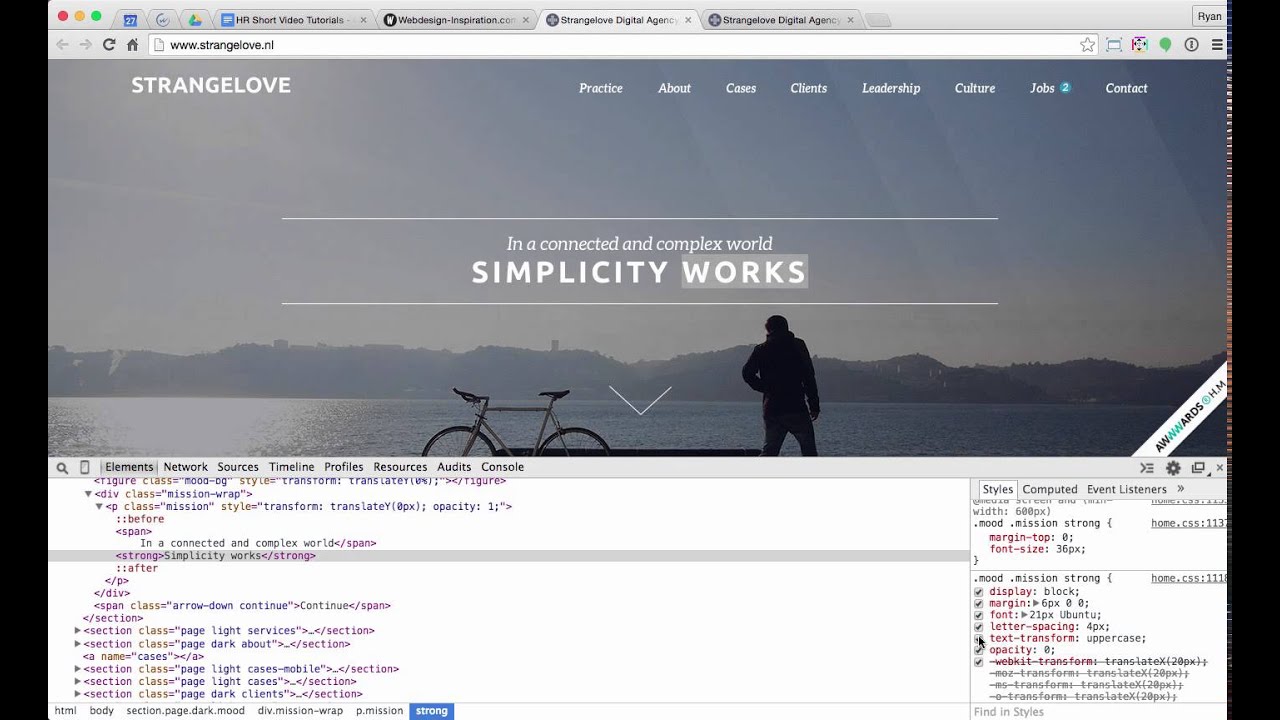 27
HR Short Video Tutorials -
Webdesign-Inspiration.com
Strangelove Digital Agency
Strangelove Digital Agency
Ryan
www.strangelove.nl
STRANGELOVE
Practice About Cases Clients Leadership Culture Jobs 2 Contact
In a connected and complex world
SIMPLICITY WORKS
AWWWARDS H.M
Elements Network Sources Timeline Profiles Resources Audits Console
<figure class="mood-bg" style="transform: translateY(0%);"></figure>
<div class="mission-wrap">
<p class="mission" style="transform: translateY(0px); opacity: 1;">
::before
<span>
In a connected and complex world</span>
<strong>Simplicity works</strong>
::after
</p>
</div>
<span class="arrow-down continue">Continue</span>
</section>
<section class="page light services">…</section>
<section class="page dark about">…</section>
<a name="cases"></a>
<section class="page light cases-mobile">…</section>
<section class="page light cases">…</section>
<section class="page dark clients">…</section>
html body section.page.dark.mood div.mission-wrap p.mission strong
Styles Computed Event Listeners »
@media screen and (min-
width: 600px)
.mood .mission strong { home.css:1137
margin-top: 0;
font-size: 36px;
}
.mood .mission strong { home.css:1110
display: block;
margin: 6px 0 0;
font: 21px Ubuntu;
letter-spacing: 4px;
text-transform: uppercase;
opacity: 0;
-webkit-transform: translateX(20px);
-moz-transform: translateX(20px);
-ms-transform: translateX(20px);
-o-transform: translateX(20px);
Find in Styles